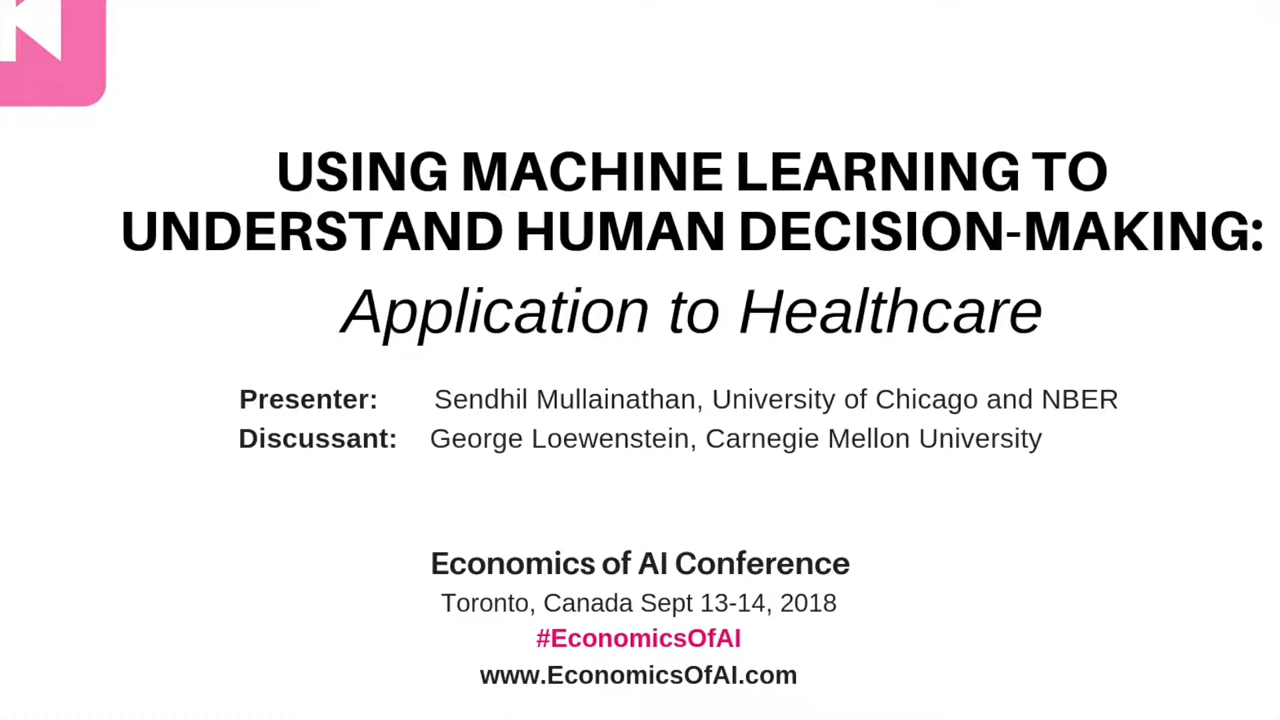 USING MACHINE LEARNING TO
UNDERSTAND HUMAN DECISION-MAKING:
Application to Healthcare
Presenter: Sendhil Mullainathan, University of Chicago and NBER
Discussant: George Loewenstein, Carnegie Mellon University
Economics of AI Conference
Toronto, Canada Sept 13-14, 2018
#EconomicsOfAI
www.EconomicsOfAI.com